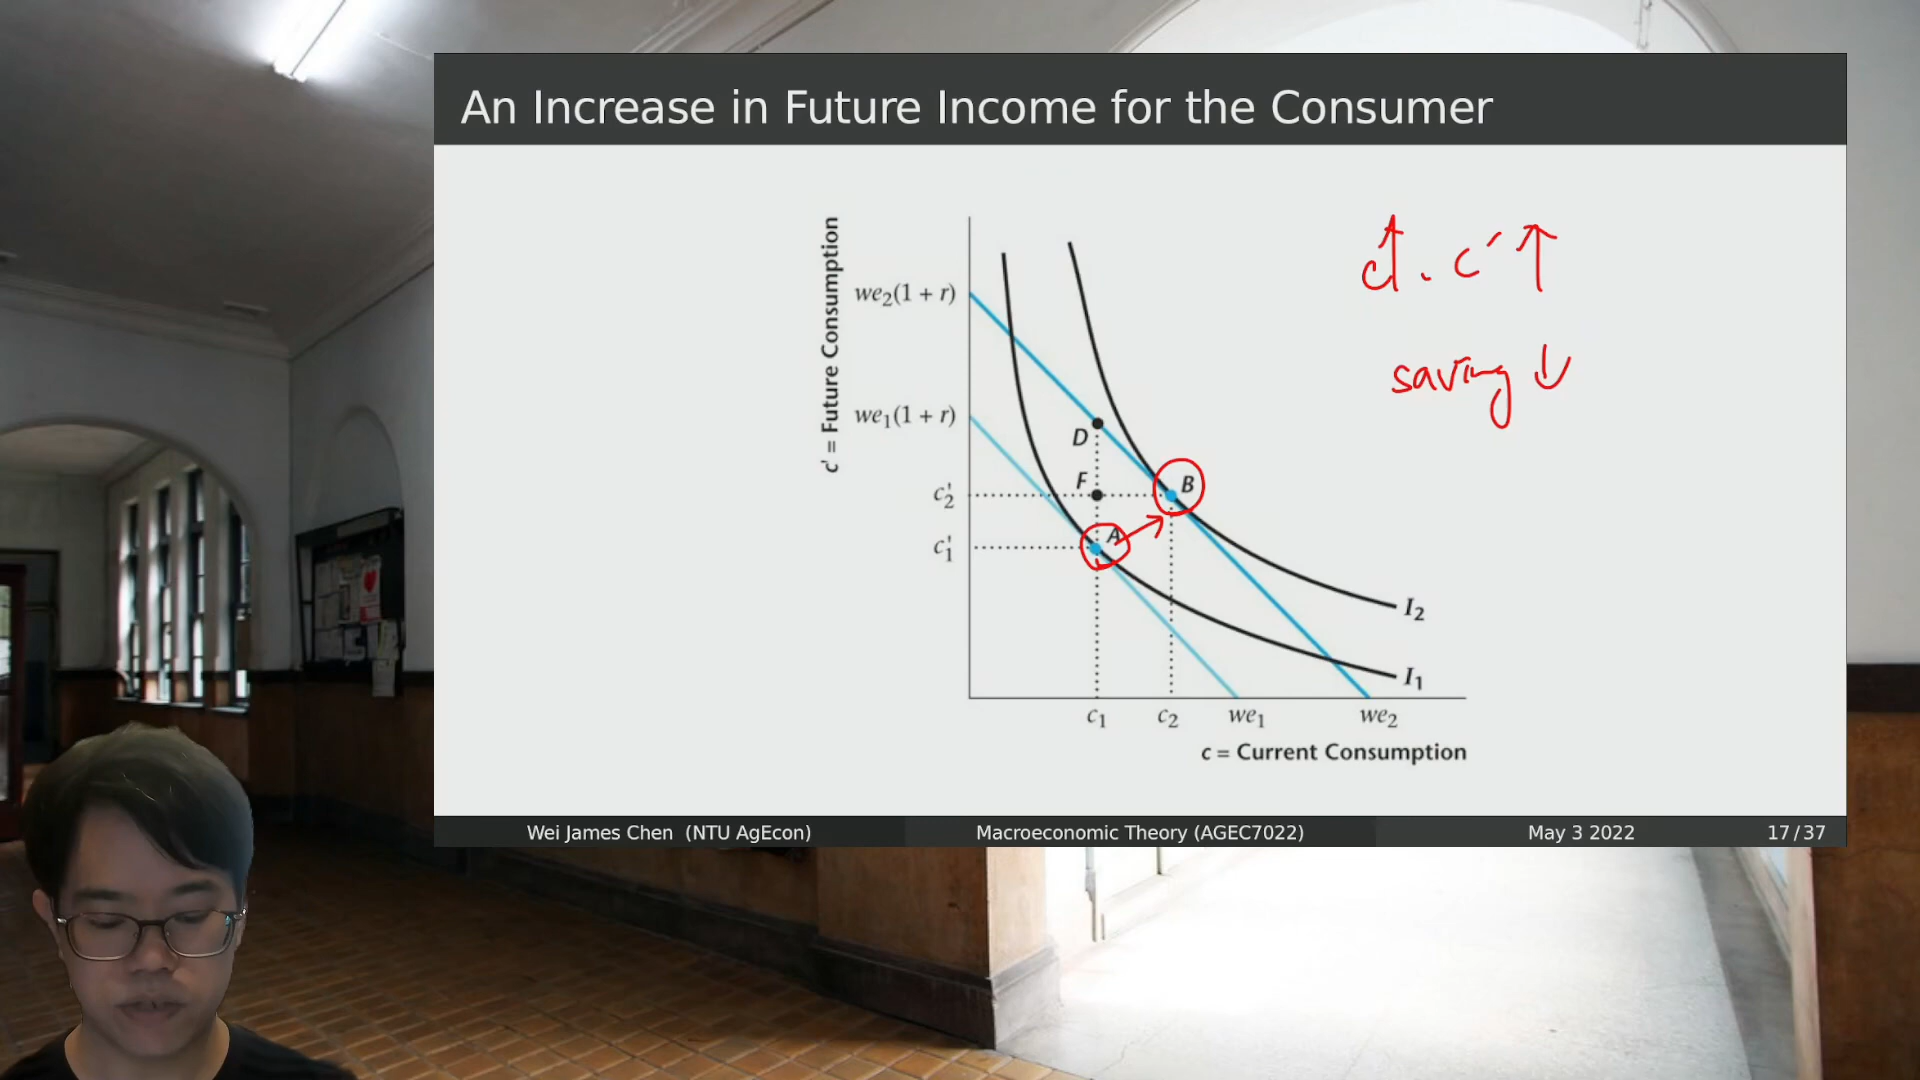 An Increase in Future Income for the Consumer
c' = Future Consumption
we₂(1 + r)
we₁(1 + r)
c'₂
c'₁
D
F
B
A
I₂
I₁
c₁
c₂
we₁
we₂
c = Current Consumption
c↑ . c' ↑
saving ↓
Wei James Chen (NTU AgEcon)
Macroeconomic Theory (AGEC7022)
May 3 2022
17/37